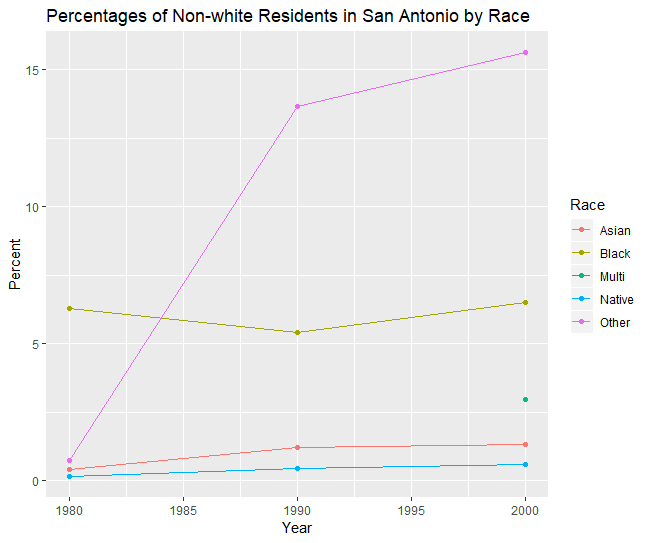 Percentages of Non-white Residents in San Antonio by Race
15
10
5
0
Percent
1980 1985 1990 1995 2000
Year
Race
Asian
Black
Multi
Native
Other